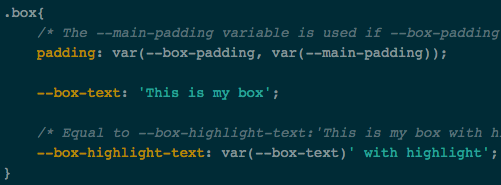 .box{
/* The --main-padding variable is used if --box-padding
padding: var(--box-padding, var(--main-padding));
--box-text: 'This is my box';
/* Equal to --box-highlight-text:'This is my box with
--box-highlight-text: var(--box-text)' with highlight';
}